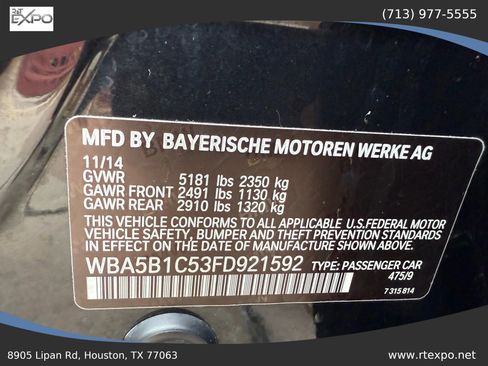 R&T
EXPO
(713) 977-5555
MFD BY BAYERISCHE MOTOREN WERKE AG
11/14
GVWR 5181 lbs 2350 kg
GAWR FRONT 2491 lbs 1130 kg
GAWR REAR 2910 lbs 1320 kg
THIS VEHICLE CONFORMS TO ALL APPLICABLE U.S.FEDERAL MOTOR
VEHICLE SAFETY, BUMPER AND THEFT PREVENTION STANDARDS
IN EFFECT ON THE DATE OF MANUFACTURE SHOWN ABOVE.
WBA5B1C53FD921592 TYPE: PASSENGER CAR
475/9
7315814
8905 Lipan Rd, Houston, TX 77063
www.rtexpo.net